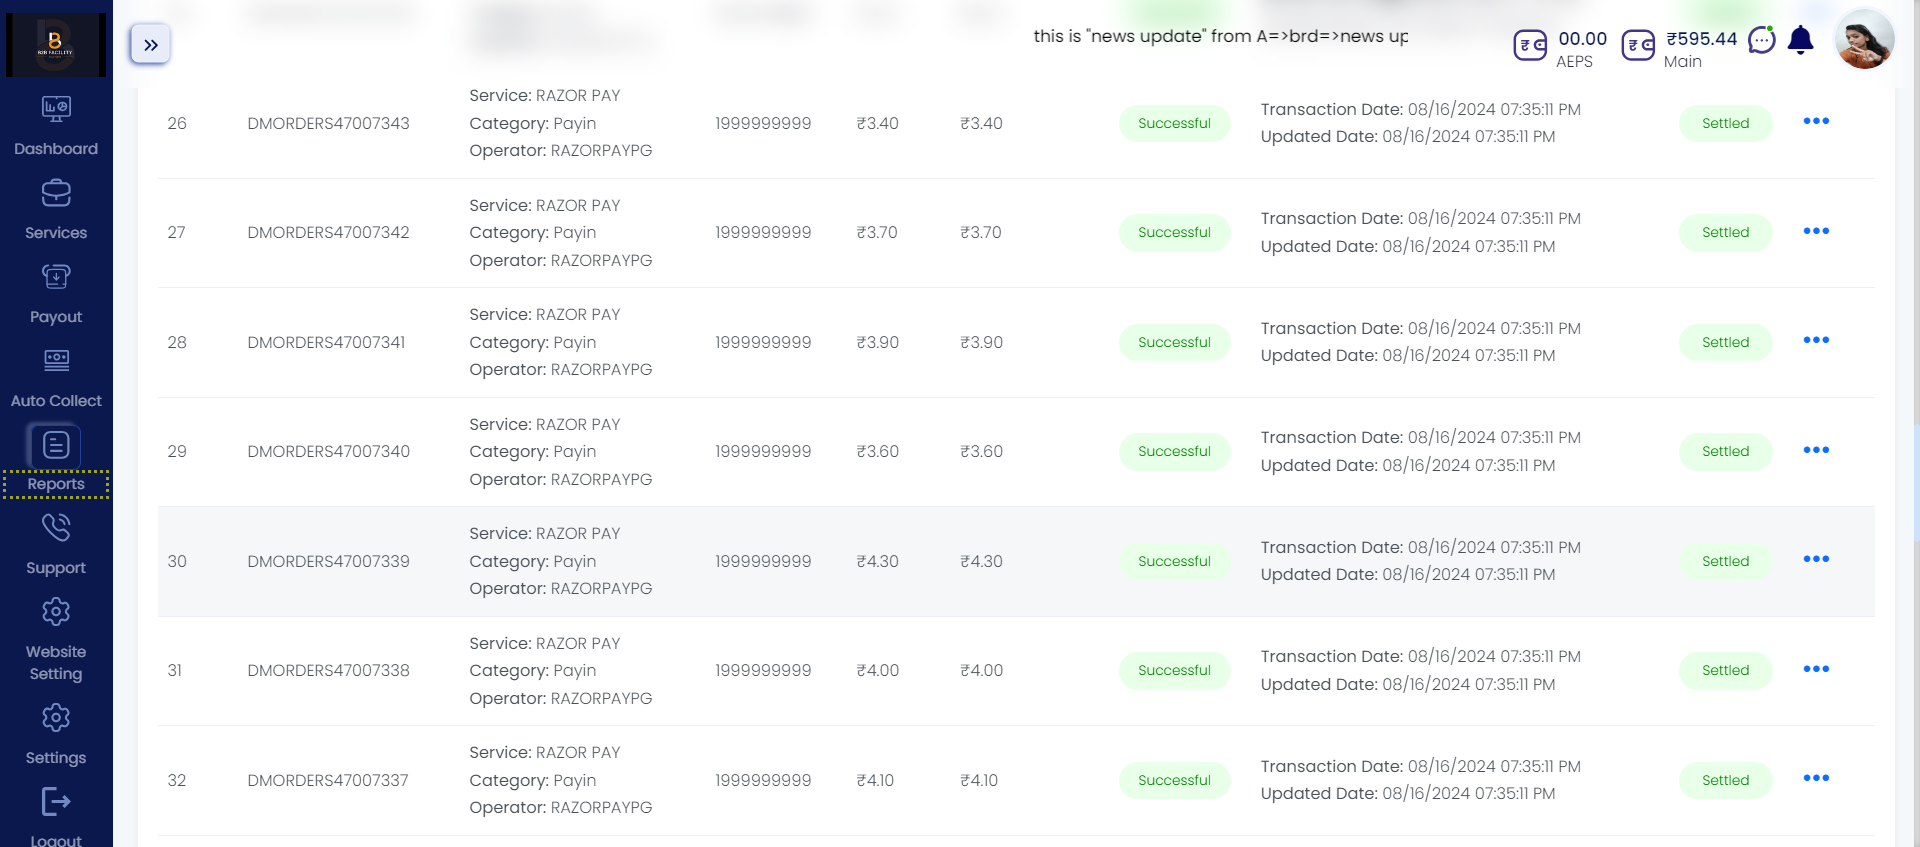 B2B FACILITY
this is "news update" from A=>brd=>news up
00.00
AEPS
₹595.44
Main
Dashboard
Services
Payout
Auto Collect
Reports
Support
Website
Setting
Settings
Logout
26 DMORDERS47007343 Service: RAZOR PAY Category: Payin Operator: RAZORPAYPG 1999999999 ₹3.40 ₹3.40 Successful Transaction Date: 08/16/2024 07:35:11 PM Updated Date: 08/16/2024 07:35:11 PM Settled
27 DMORDERS47007342 Service: RAZOR PAY Category: Payin Operator: RAZORPAYPG 1999999999 ₹3.70 ₹3.70 Successful Transaction Date: 08/16/2024 07:35:11 PM Updated Date: 08/16/2024 07:35:11 PM Settled
28 DMORDERS47007341 Service: RAZOR PAY Category: Payin Operator: RAZORPAYPG 1999999999 ₹3.90 ₹3.90 Successful Transaction Date: 08/16/2024 07:35:11 PM Updated Date: 08/16/2024 07:35:11 PM Settled
29 DMORDERS47007340 Service: RAZOR PAY Category: Payin Operator: RAZORPAYPG 1999999999 ₹3.60 ₹3.60 Successful Transaction Date: 08/16/2024 07:35:11 PM Updated Date: 08/16/2024 07:35:11 PM Settled
30 DMORDERS47007339 Service: RAZOR PAY Category: Payin Operator: RAZORPAYPG 1999999999 ₹4.30 ₹4.30 Successful Transaction Date: 08/16/2024 07:35:11 PM Updated Date: 08/16/2024 07:35:11 PM Settled
31 DMORDERS47007338 Service: RAZOR PAY Category: Payin Operator: RAZORPAYPG 1999999999 ₹4.00 ₹4.00 Successful Transaction Date: 08/16/2024 07:35:11 PM Updated Date: 08/16/2024 07:35:11 PM Settled
32 DMORDERS47007337 Service: RAZOR PAY Category: Payin Operator: RAZORPAYPG 1999999999 ₹4.10 ₹4.10 Successful Transaction Date: 08/16/2024 07:35:11 PM Updated Date: 08/16/2024 07:35:11 PM Settled